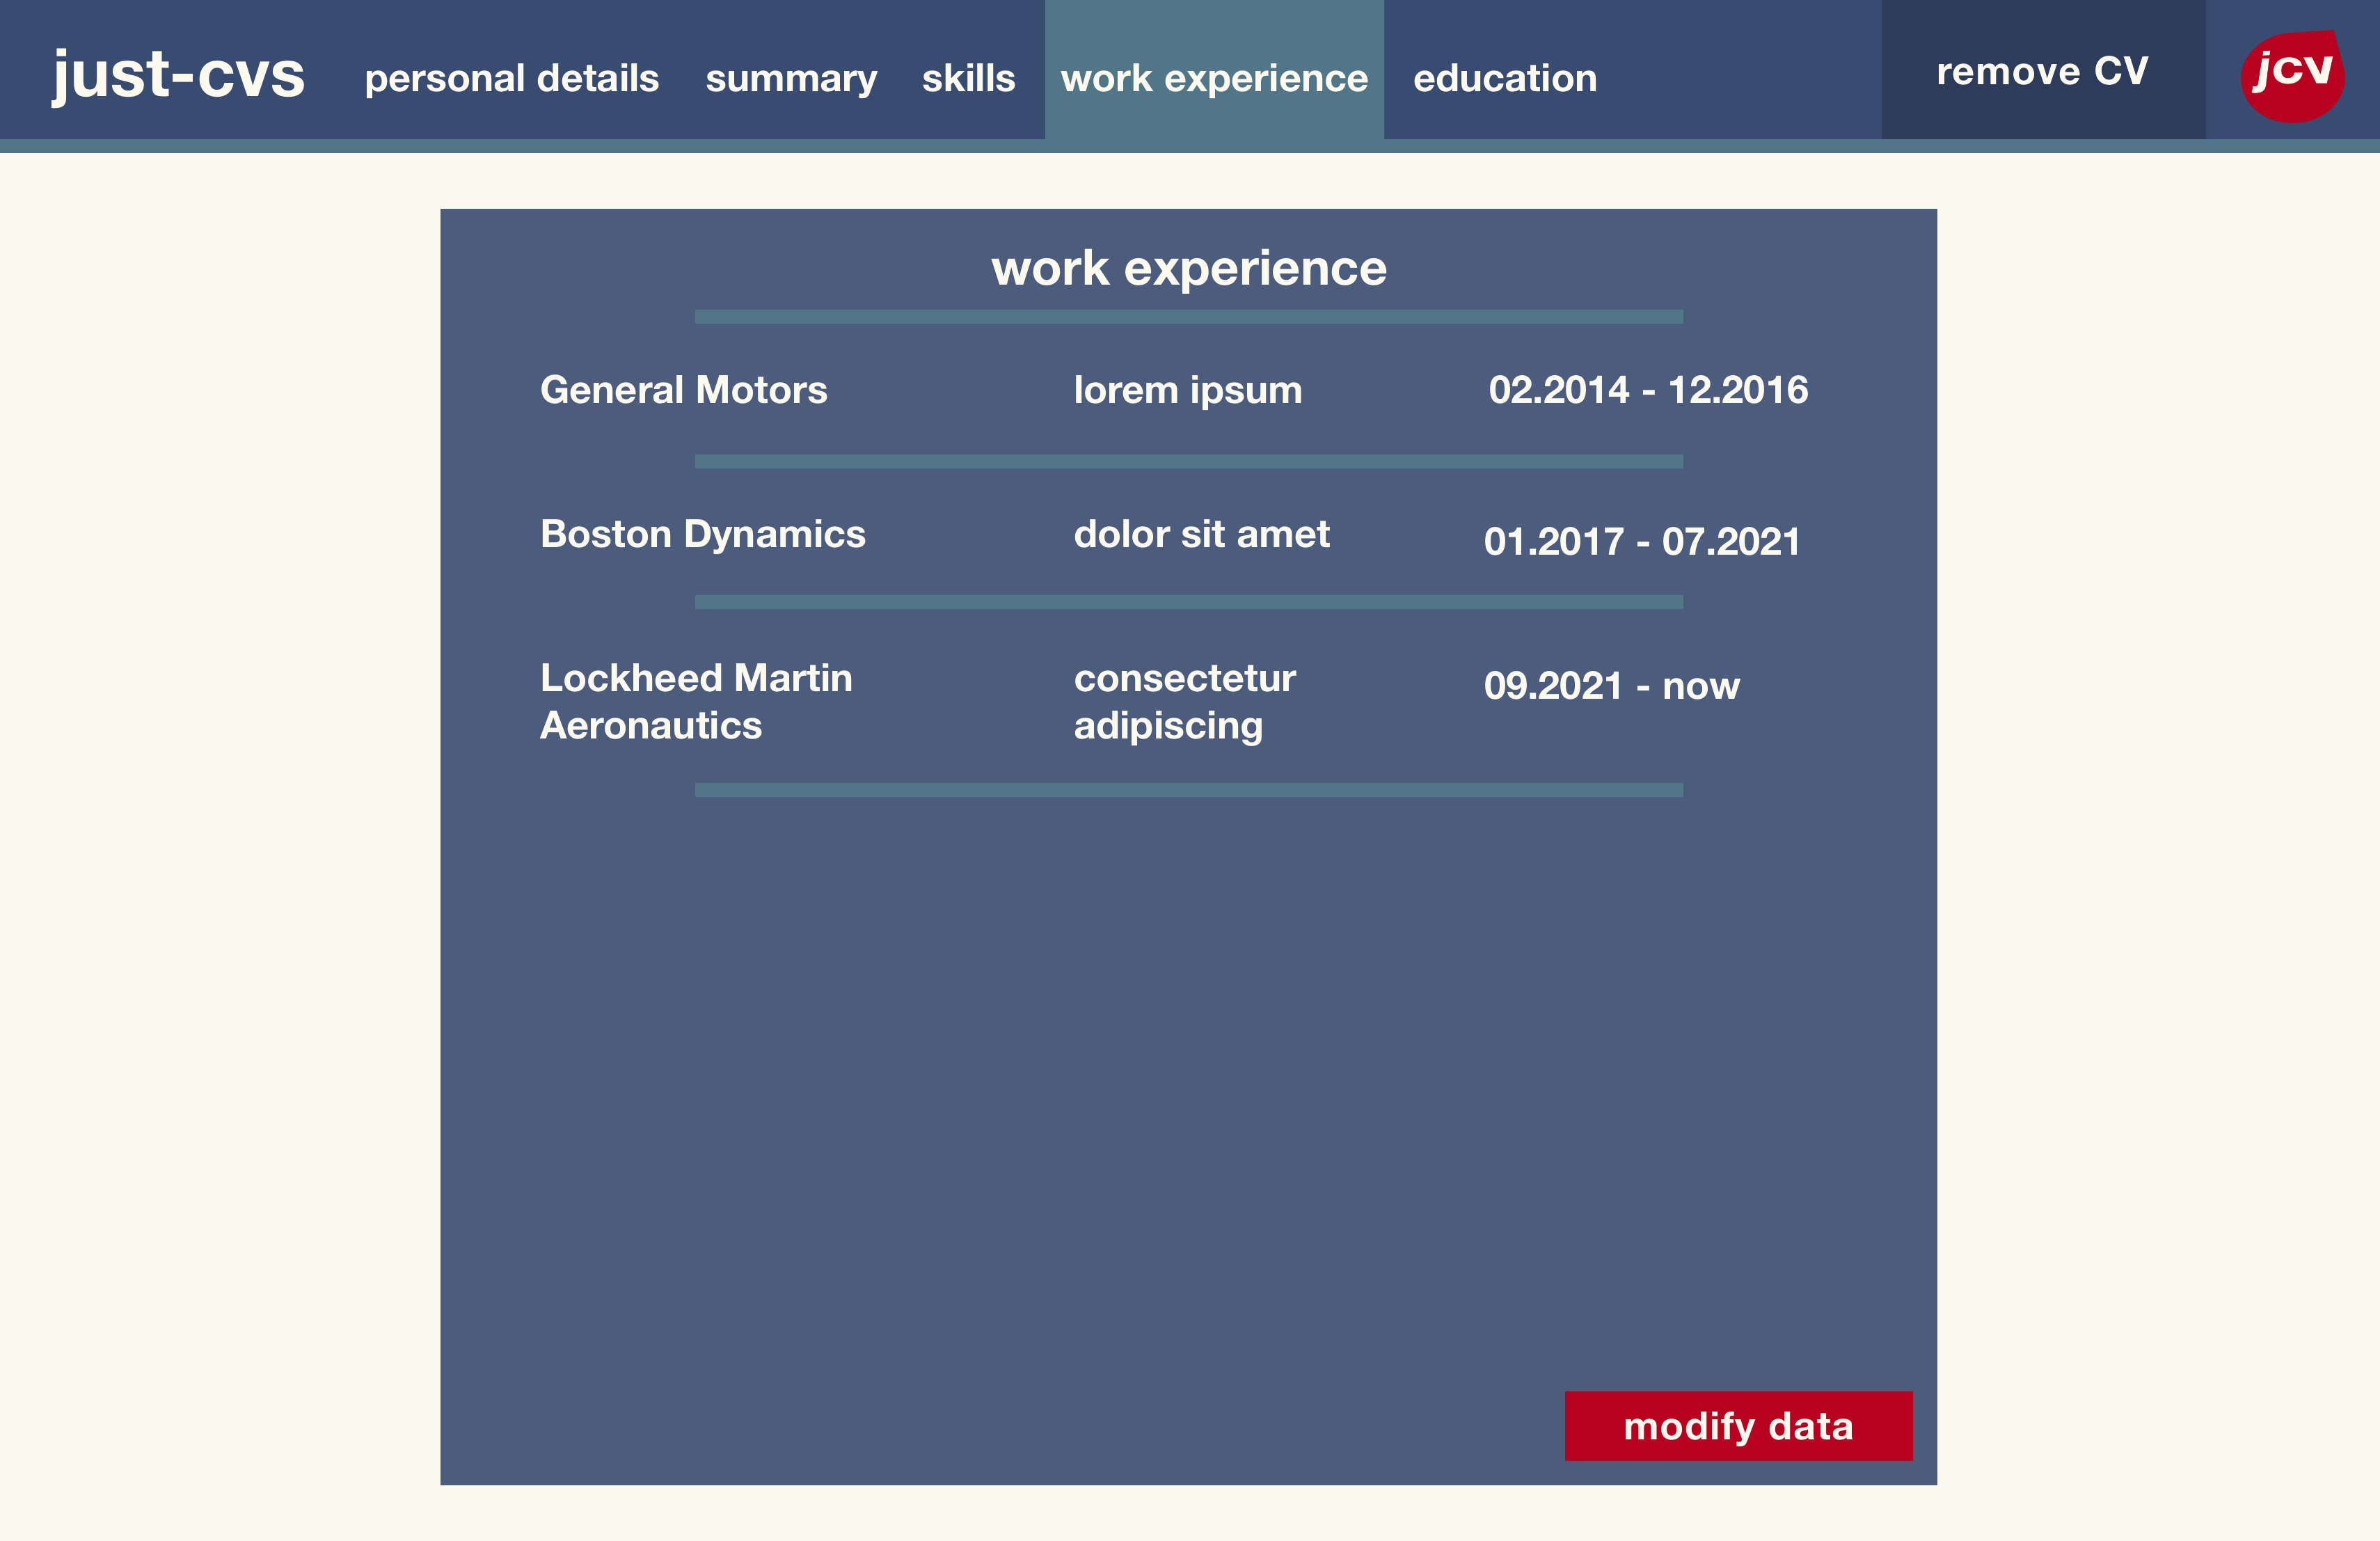 just-cvs personal details summary skills work experience education remove CV jcv
work experience
General Motors lorem ipsum 02.2014 - 12.2016
Boston Dynamics dolor sit amet 01.2017 - 07.2021
Lockheed Martin consectetur 09.2021 - now
Aeronautics adipiscing
modify data